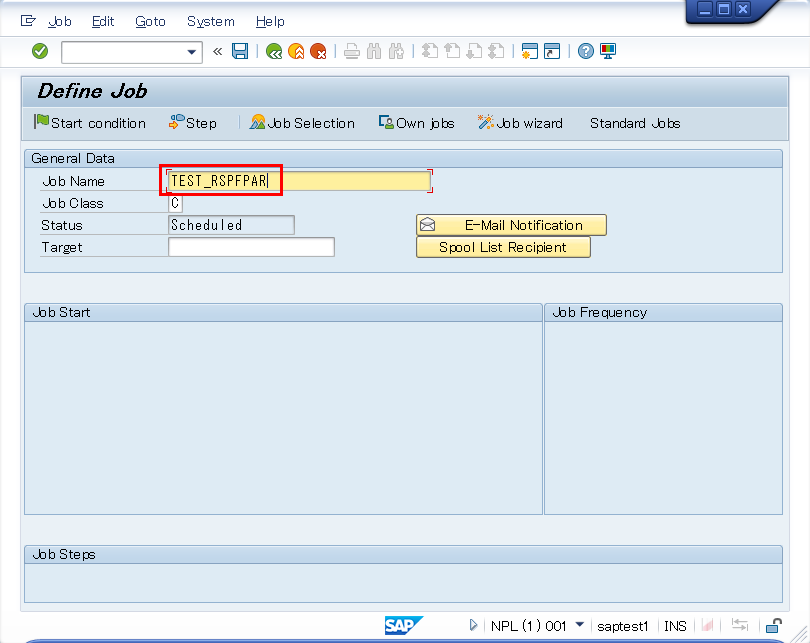 Job Edit Goto System Help
«
Define Job
Start condition Step Job Selection Own jobs Job wizard Standard Jobs
General Data
Job Name TEST_RSPFPAR
Job Class C
Status Scheduled E-Mail Notification
Target Spool List Recipient
Job Start Job Frequency
Job Steps
SAP NPL (1) 001 saptest1 INS